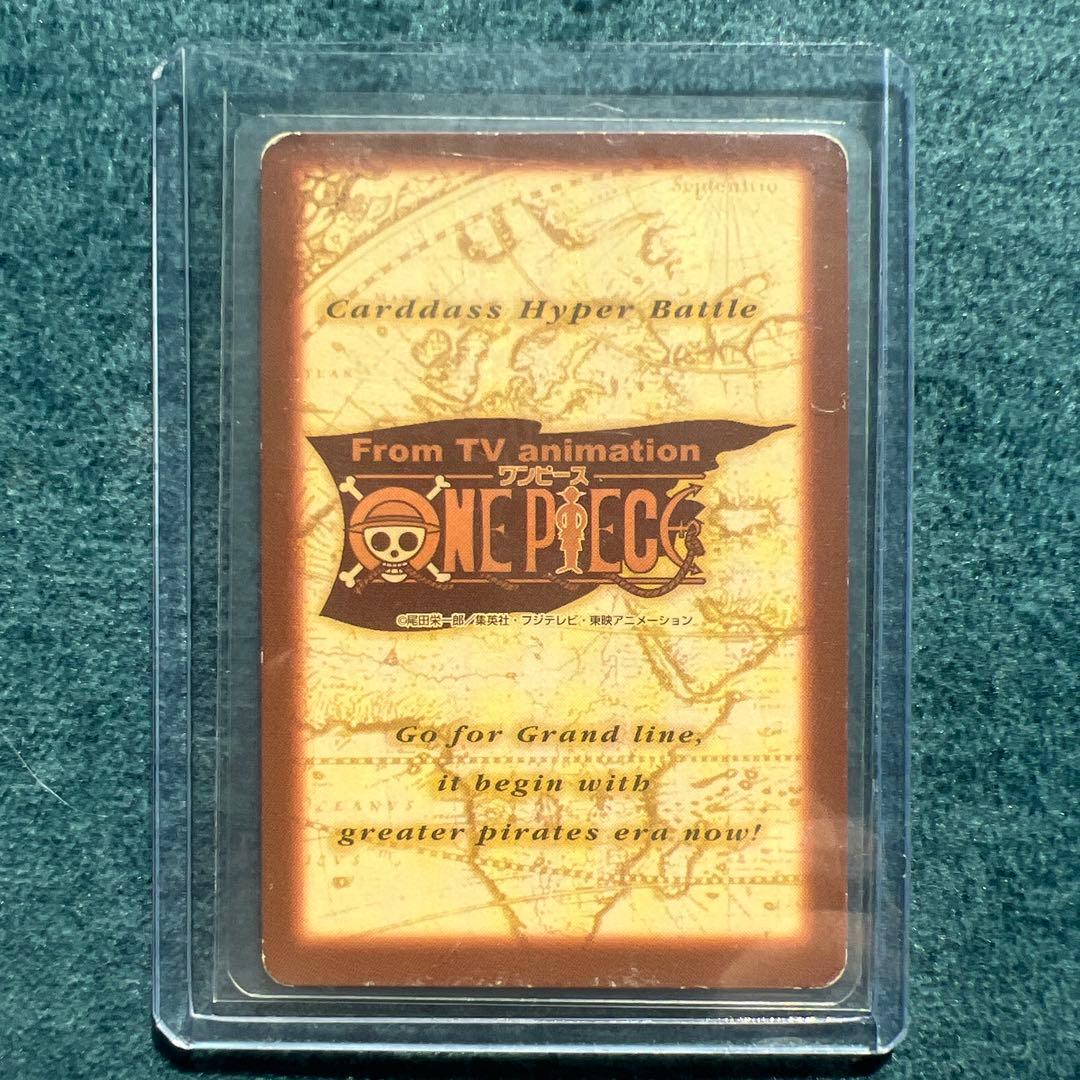 Septentrio
Carddass Hyper Battle
From TV animation
ワンピース
ONE PIECE
©尾田栄一郎／集英社・フジテレビ・東映アニメーション
Go for Grand line,
it begin with
greater pirates era now!